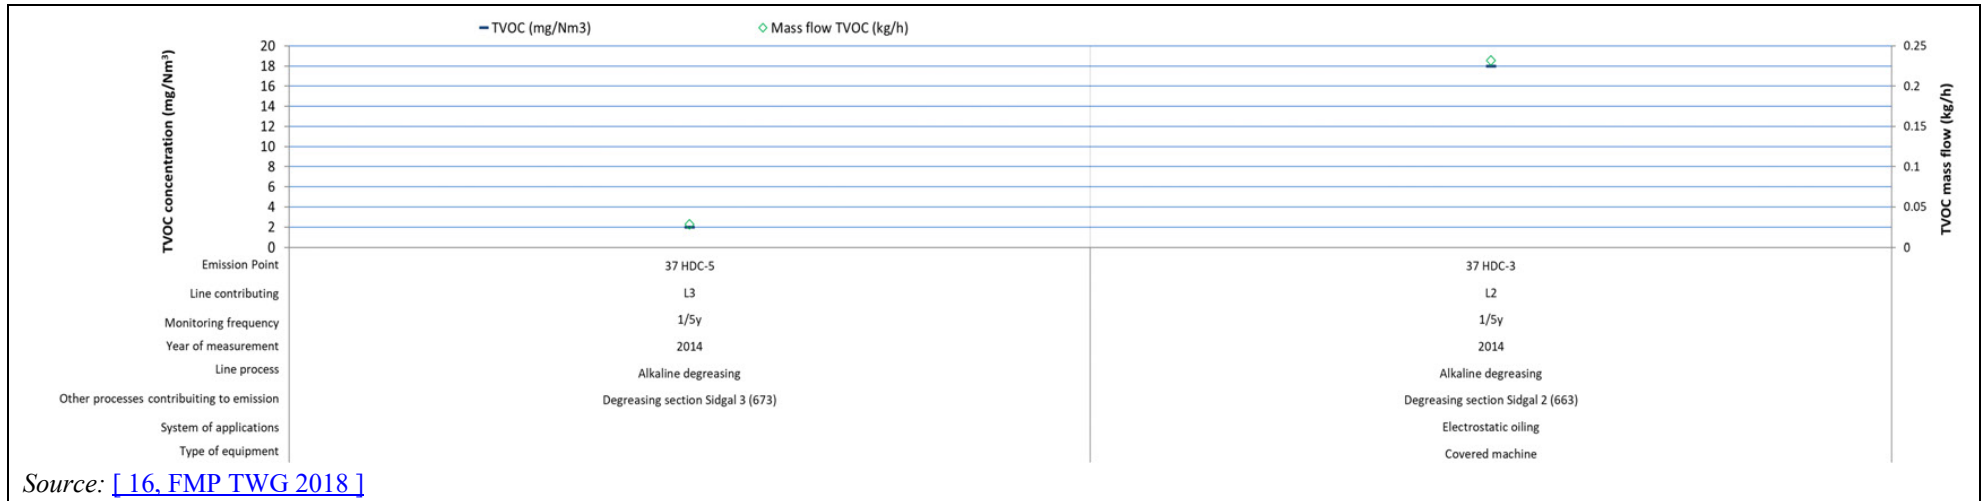 TVOC (mg/Nm3) Mass flow TVOC (kg/h)
TVOC concentration (mg/Nm³)
20
18
16
14
12
10
8
6
4
2
0
0.25
0.2
0.15
0.1
0.05
0
TVOC mass flow (kg/h)
Emission Point 37 HDC-5 37 HDC-3
Line contributing L3 L2
Monitoring frequency 1/5y 1/5y
Year of measurement 2014 2014
Line process Alkaline degreasing Alkaline degreasing
Other processes contribuiting to emission Degreasing section Sidgal 3 (673) Degreasing section Sidgal 2 (663)
System of applications Electrostatic oiling
Type of equipment Covered machine
Source: [ 16, FMP TWG 2018 ]